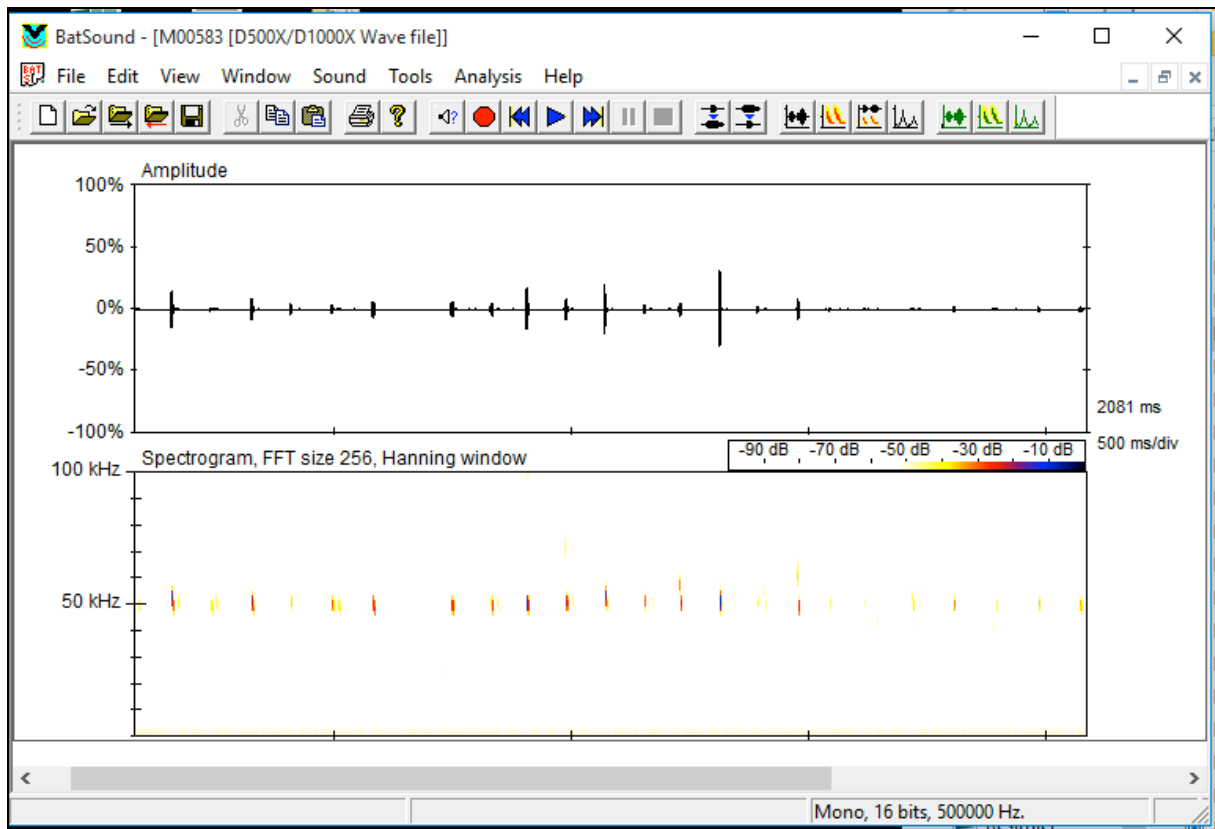 BatSound - [M00583 [D500X/D1000X Wave file]]
File Edit View Window Sound Tools Analysis Help
Amplitude
100%
50%
0%
-50%
-100%
2081 ms
500 ms/div
Spectrogram, FFT size 256, Hanning window
-90 dB -70 dB -50 dB -30 dB -10 dB
100 kHz
50 kHz
Mono, 16 bits, 500000 Hz.